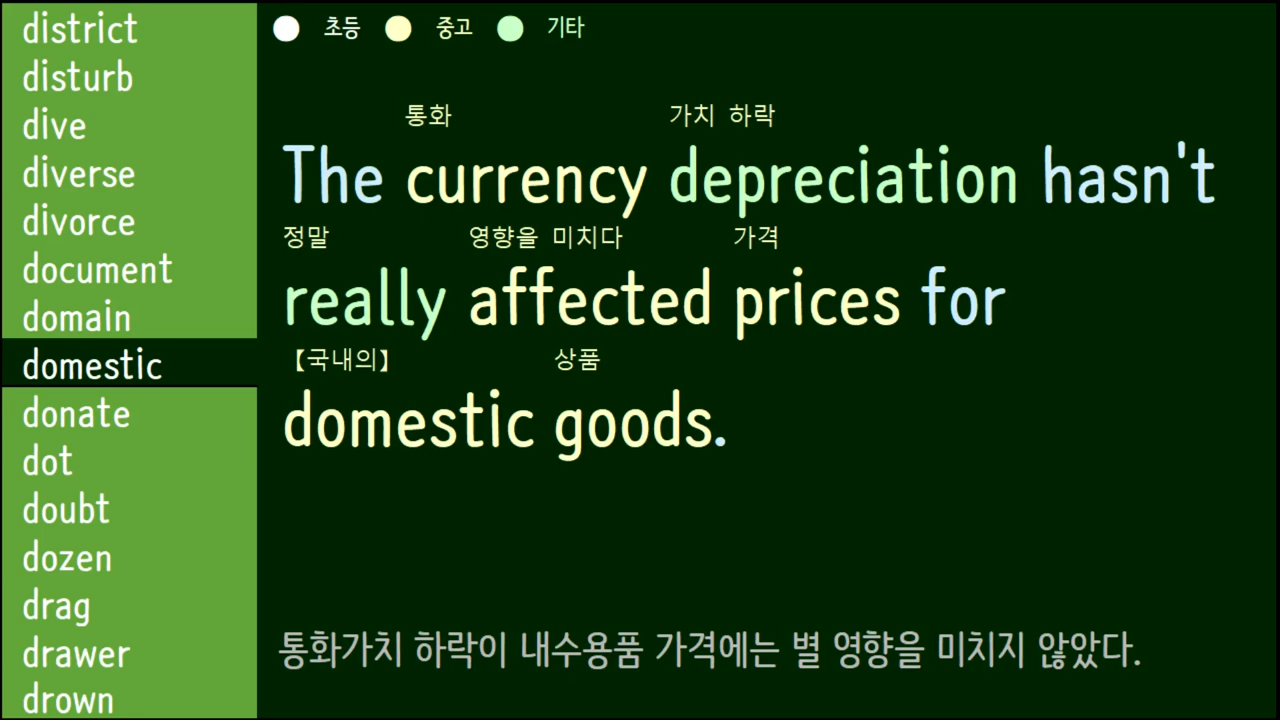 district
disturb
dive
diverse
divorce
document
domain
domestic
donate
dot
doubt
dozen
drag
drawer
drown
초등 중고 기타
통화 가치 하락
The currency depreciation hasn't
정말 영향을 미치다 가격
really affected prices for
【국내의】 상품
domestic goods.
통화가치 하락이 내수용품 가격에는 별 영향을 미치지 않았다.